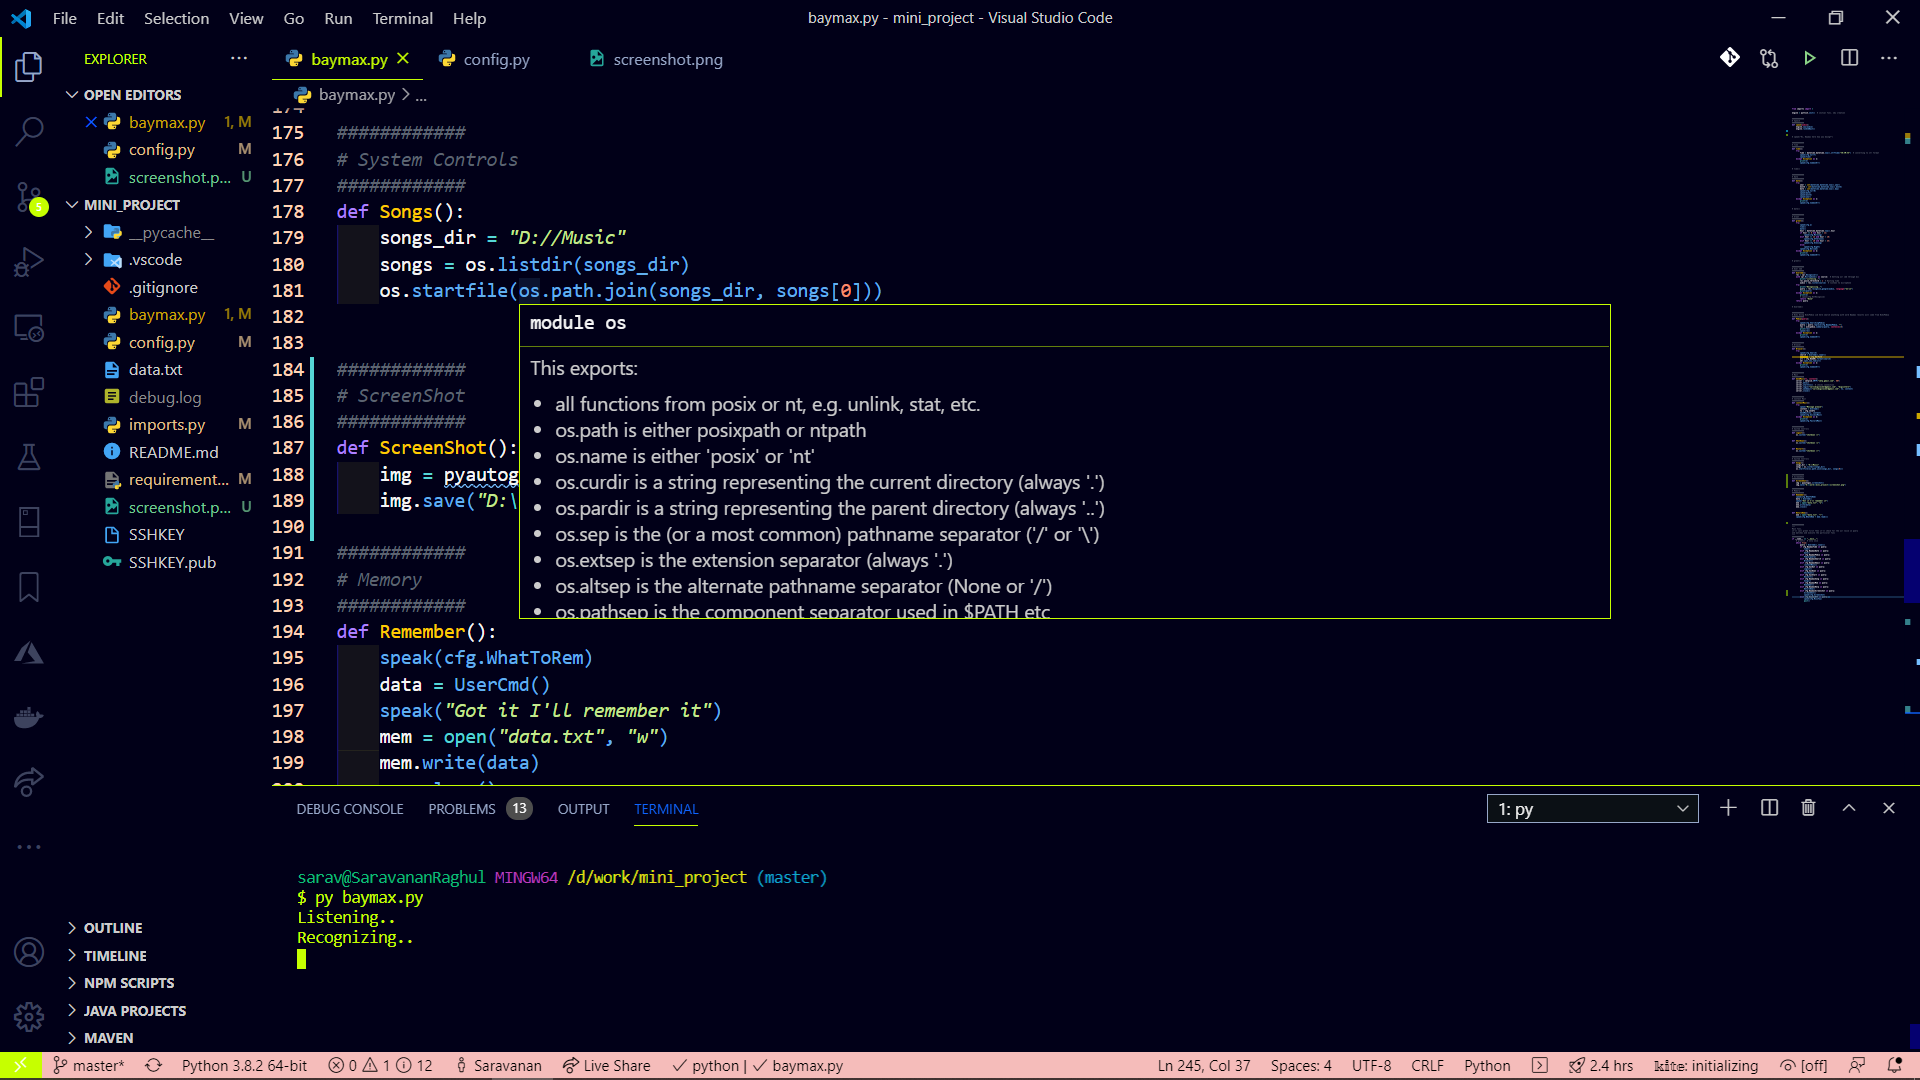 File Edit Selection View Go Run Terminal Help
baymax.py - mini_project - Visual Studio Code
EXPLORER
baymax.py
config.py
screenshot.png
OPEN EDITORS
baymax.py 1, M
config.py M
screenshot.p... U
MINI_PROJECT
__pycache__
.vscode
.gitignore
baymax.py 1, M
config.py M
data.txt
debug.log
imports.py M
README.md
requirement... M
screenshot.p... U
SSHKEY
SSHKEY.pub
OUTLINE
TIMELINE
NPM SCRIPTS
JAVA PROJECTS
MAVEN
5
baymax.py > ...
174
175 ############
176 # System Controls
177 ############
178 def Songs():
179 songs_dir = "D://Music"
180 songs = os.listdir(songs_dir)
181 os.startfile(os.path.join(songs_dir, songs[0]))
182
183
184 ############
185 # ScreenShot
186 ############
187 def ScreenShot():
188 img = pyautog
189 img.save("D:\
190
191 ############
192 # Memory
193 ############
194 def Remember():
195 speak(cfg.WhatToRem)
196 data = UserCmd()
197 speak("Got it I'll remember it")
198 mem = open("data.txt", "w")
199 mem.write(data)
module os
This exports:
• all functions from posix or nt, e.g. unlink, stat, etc.
• os.path is either posixpath or ntpath
• os.name is either 'posix' or 'nt'
• os.curdir is a string representing the current directory (always '.')
• os.pardir is a string representing the parent directory (always '..')
• os.sep is the (or a most common) pathname separator ('/' or '\')
• os.extsep is the extension separator (always '.')
• os.altsep is the alternate pathname separator (None or '/')
• os.pathsep is the component separator used in $PATH etc
DEBUG CONSOLE PROBLEMS 13 OUTPUT TERMINAL
1: py
sarav@SaravananRaghul MINGW64 /d/work/mini_project (master)
$ py baymax.py
Listening..
Recognizing..
master* Python 3.8.2 64-bit 0 1 12 Saravanan Live Share python | baymax.py Ln 245, Col 37 Spaces: 4 UTF-8 CRLF Python 2.4 hrs kite: initializing [off]